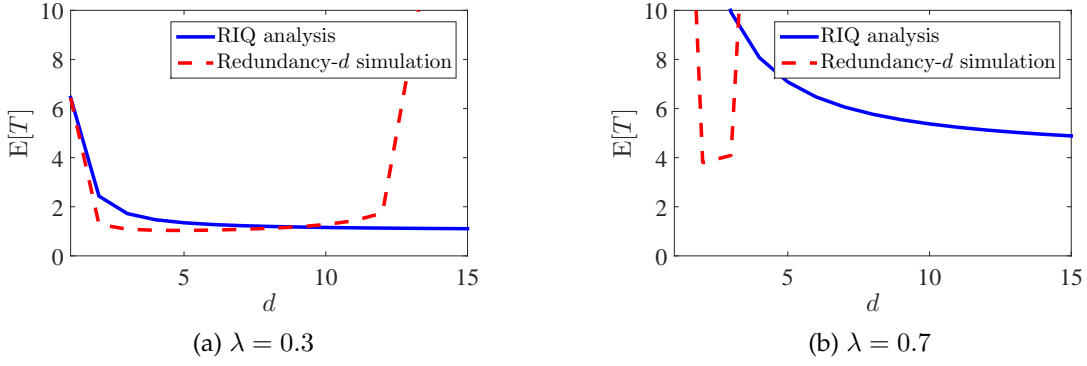 10
8
6
4
2
0
E[T]
RIQ analysis
Redundancy-d simulation
5
10
15
d
(a) λ = 0.3
10
8
6
4
2
0
E[T]
RIQ analysis
Redundancy-d simulation
5
10
15
d
(b) λ = 0.7